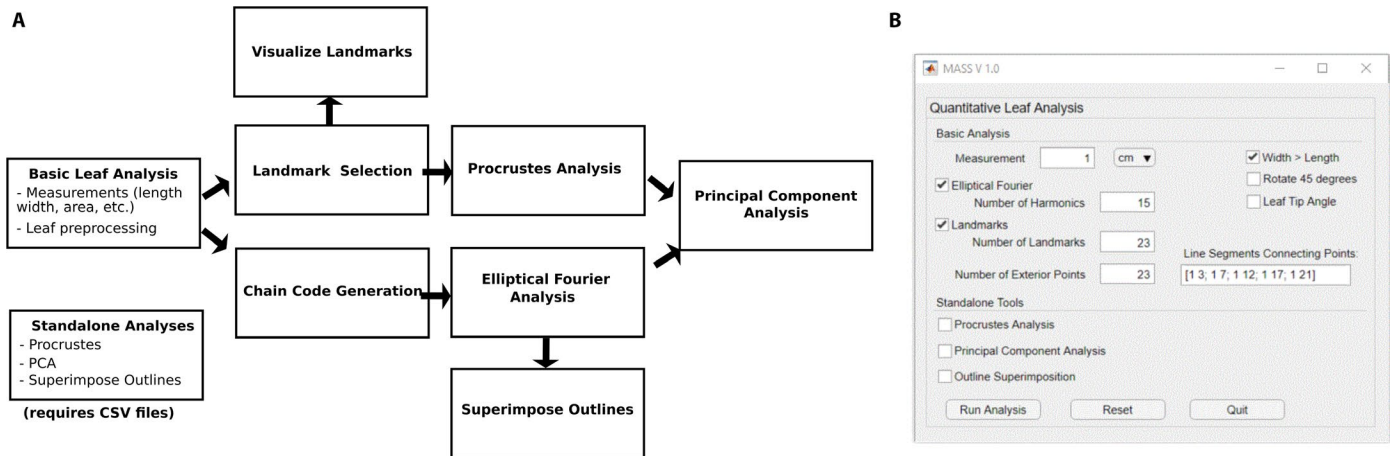 A
Visualize Landmarks
Basic Leaf Analysis
- Measurements (length
width, area, etc.)
- Leaf preprocessing
Landmark Selection
Procrustes Analysis
Principal Component
Analysis
Chain Code Generation
Elliptical Fourier
Analysis
Superimpose Outlines
Standalone Analyses
- Procrustes
- PCA
- Superimpose Outlines
(requires CSV files)
B
MASS V 1.0
Quantitative Leaf Analysis
Basic Analysis
Measurement 1 cm
Width > Length
Rotate 45 degrees
Leaf Tip Angle
Elliptical Fourier
Number of Harmonics 15
Landmarks
Number of Landmarks 23
Number of Exterior Points 23
Line Segments Connecting Points:
[1 3; 1 7; 1 12; 1 17; 1 21]
Standalone Tools
Procrustes Analysis
Principal Component Analysis
Outline Superimposition
Run Analysis Reset Quit